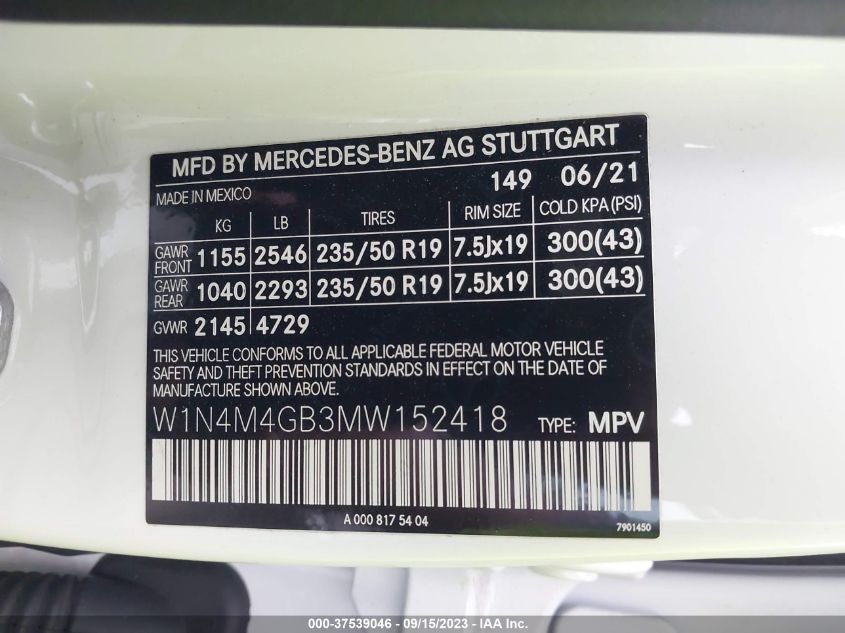 MFD BY MERCEDES-BENZ AG STUTTGART
MADE IN MEXICO 149 06/21
KG LB TIRES RIM SIZE COLD KPA (PSI)
GAWR FRONT 1155 2546 235/50 R19 7.5Jx19 300(43)
GAWR REAR 1040 2293 235/50 R19 7.5Jx19 300(43)
GVWR 2145 4729
THIS VEHICLE CONFORMS TO ALL APPLICABLE FEDERAL MOTOR VEHICLE
SAFETY AND THEFT PREVENTION STANDARDS IN EFFECT ON THE DATE OF
MANUFACTURE SHOWN ABOVE.
W1N4M4GB3MW152418 TYPE: MPV
A 000 817 54 04
7901450
000-37539046 - 09/15/2023 - IAA Inc.